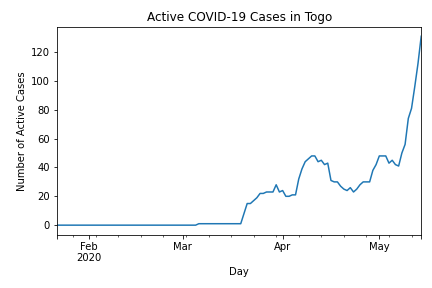 Active COVID-19 Cases in Togo
Number of Active Cases
120
100
80
60
40
20
0
Feb Mar Apr May
2020
Day